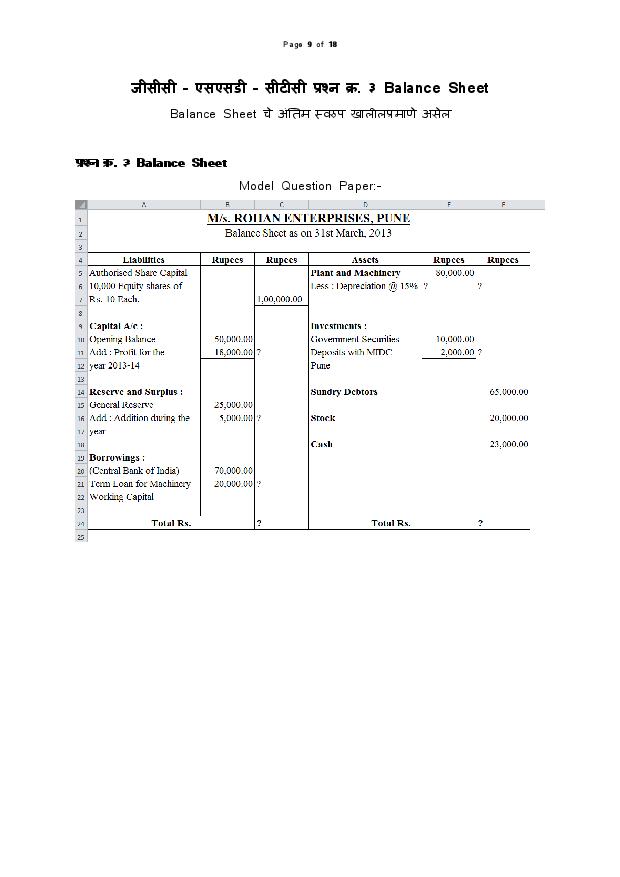 Page 9 of 18
जीसीसी – एसएसडी – सीटीसी प्रश्न क्र. ३ Balance Sheet
Balance Sheet चे अंतिम स्वरुप खालीलप्रमाणे असेल
प्रश्न क्र. ३ Balance Sheet
Model Question Paper:-
A B C D E F
1 M/s. ROHAN ENTERPRISES, PUNE
2 Balance Sheet as on 31st March, 2013
3
4 Liabilities Rupees Rupees Assets Rupees Rupees
5 Authorised Share Capital Plant and Machinery 80,000.00
6 10,000 Equity shares of Less : Depreciation @ 15% ? ?
7 Rs. 10 Each. 1,00,000.00
8
9 Capital A/c : Investments :
10 Opening Balance 50,000.00 Government Securities 10,000.00
11 Add : Profit for the 18,000.00 ? Deposits with MIDC 2,000.00 ?
12 year 2013-14 Pune
13
14 Reserve and Surplus : Sundry Debtors 65,000.00
15 General Reserve 25,000.00
16 Add : Addition during the 5,000.00 ? Stock 20,000.00
17 year
18 Cash 23,000.00
19 Borrowings :
20 (Central Bank of India) 70,000.00
21 Term Loan for Machinery 20,000.00 ?
22 Working Capital
23
24 Total Rs. ? Total Rs. ?
25